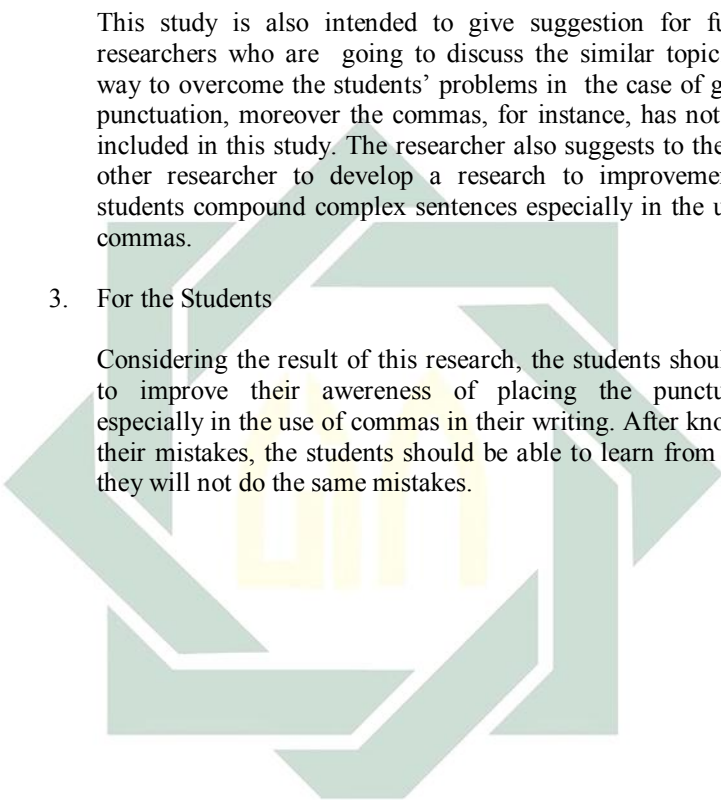 This study is also intended to give suggestion for
researchers who are going to discuss the similar topic
way to overcome the students’ problems in the case of
punctuation, moreover the commas, for instance, has not
included in this study. The researcher also suggests to the
other researcher to develop a research to
students compound complex sentences especially in the
commas.
3. For the Students
Considering the result of this research, the students
to improve their awereness of placing the
especially in the use of commas in their writing. After
their mistakes, the students should be able to learn from
they will not do the same mistakes.